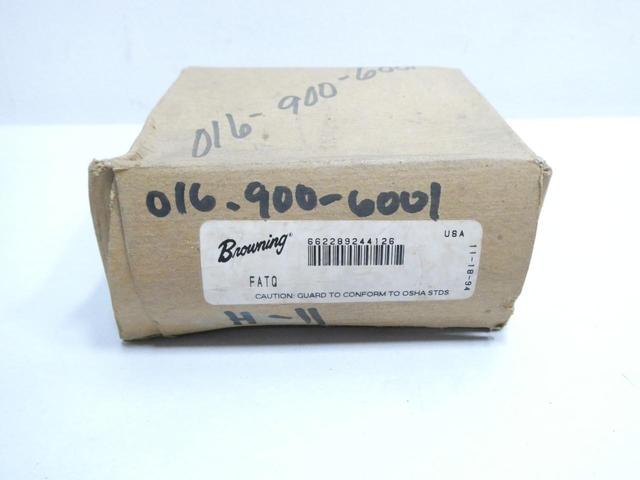 016-900-6001
016-900-6001
Browning®
662289244126
USA
11-18-94
FATQ
CAUTION: GUARD TO CONFORM TO OSHA STDS
H-11